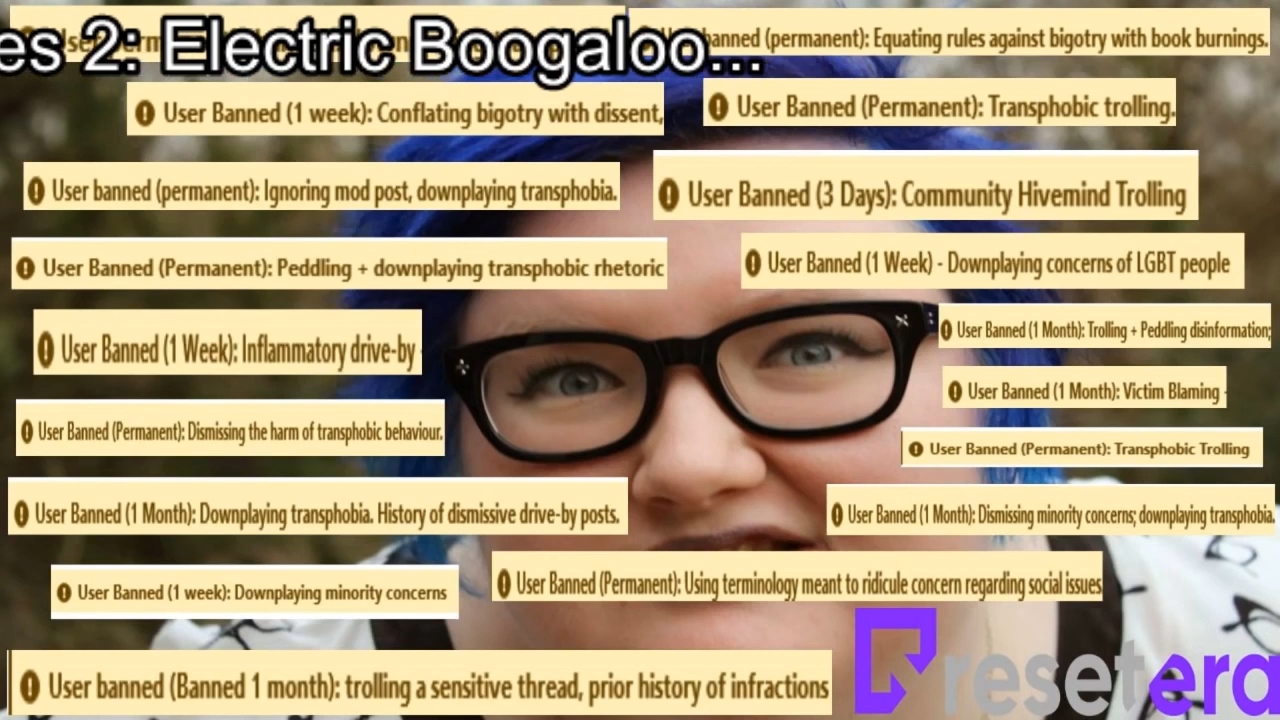 es 2: Electric Boogaloo...
banned (permanent): Equating rules against bigotry with book burnings.
User Banned (1 week): Conflating bigotry with dissent,
User Banned (Permanent): Transphobic trolling.
User banned (permanent): Ignoring mod post, downplaying transphobia.
User Banned (3 Days): Community Hivemind Trolling
User Banned (Permanent): Peddling + downplaying transphobic rhetoric
User Banned (1 Week) - Downplaying concerns of LGBT people
User Banned (1 Week): Inflammatory drive-by
User Banned (1 Month): Trolling + Peddling disinformation;
User Banned (1 Month): Victim Blaming -
User Banned (Permanent): Dismissing the harm of transphobic behaviour.
User Banned (Permanent): Transphobic Trolling
User Banned (1 Month): Downplaying transphobia. History of dismissive drive-by posts.
User Banned (1 Month): Dismissing minority concerns; downplaying transphobia.
User Banned (1 week): Downplaying minority concerns
User Banned (Permanent): Using terminology meant to ridicule concern regarding social issues
User banned (Banned 1 month): trolling a sensitive thread, prior history of infractions
resetera